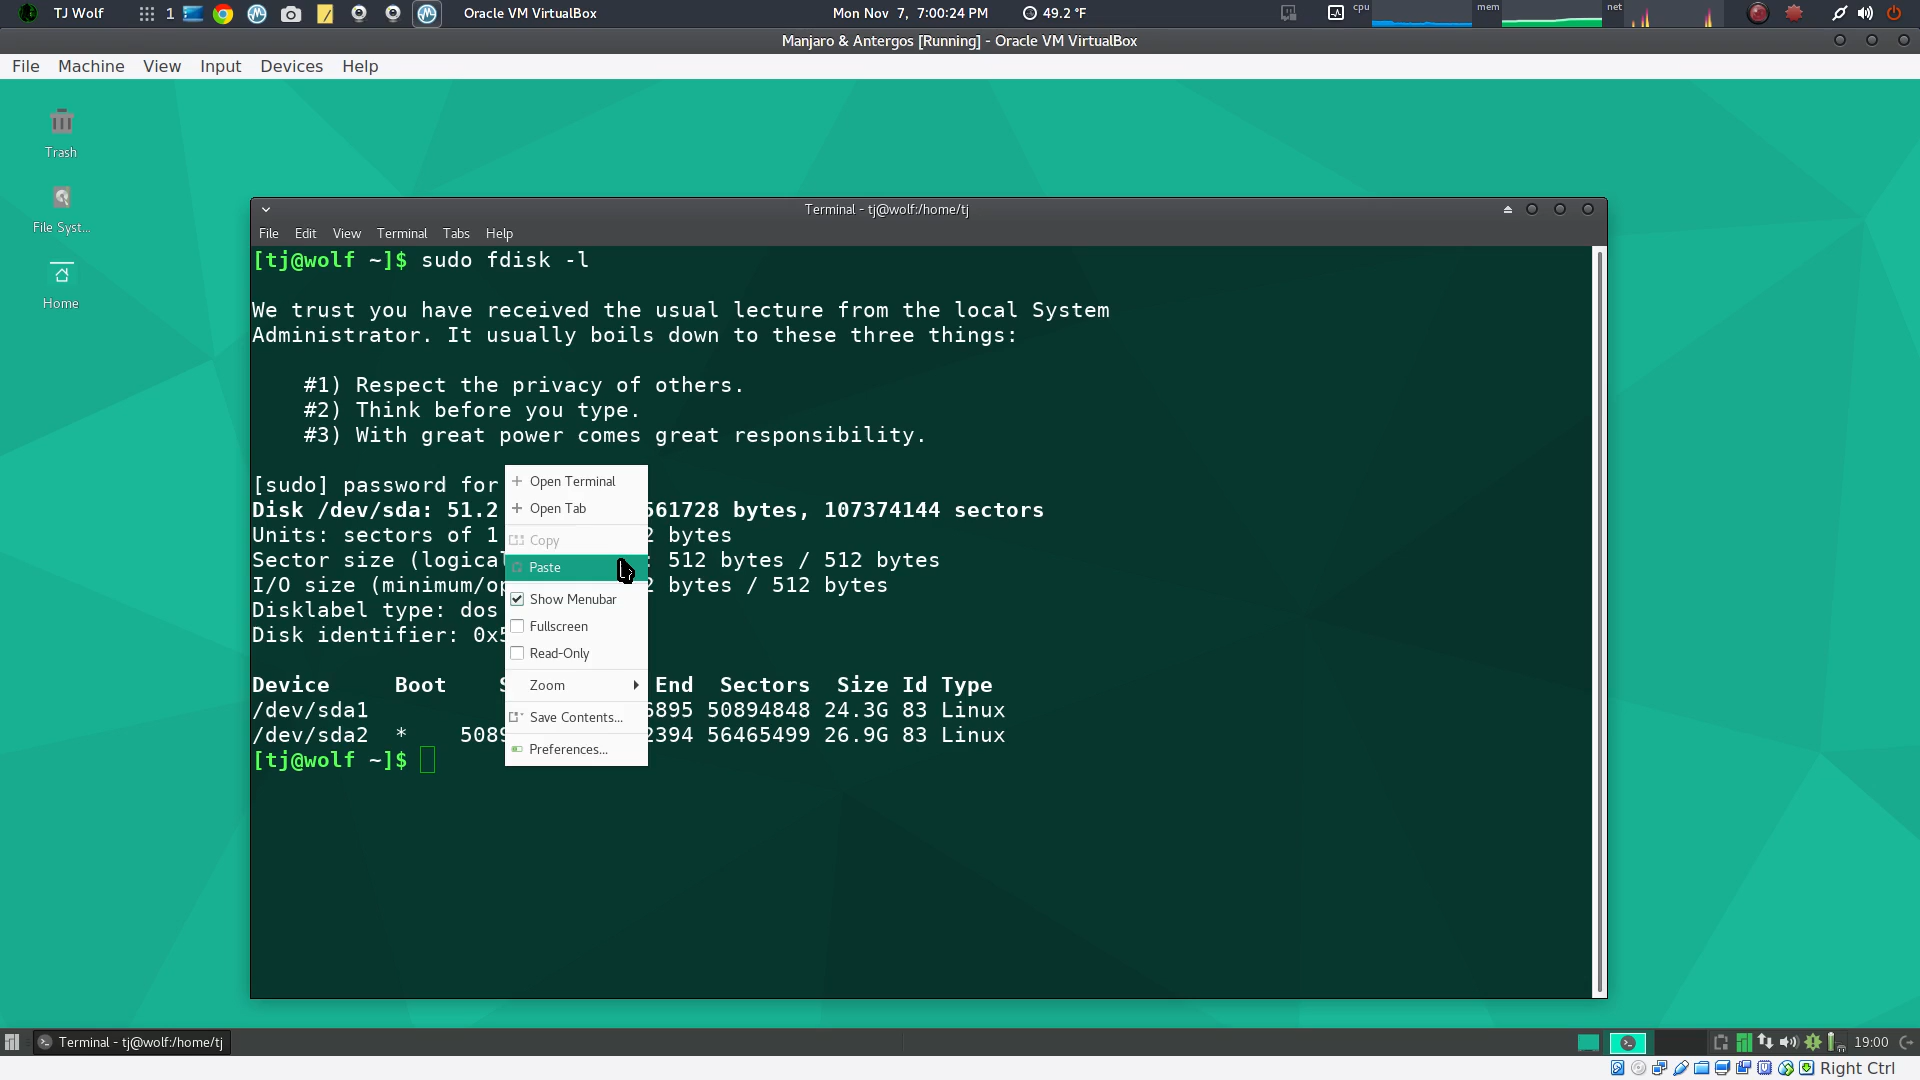 TJ Wolf
1
Oracle VM VirtualBox
Mon Nov 7, 7:00:24 PM
49.2 °F
cpu
mem
net
Manjaro & Antergos [Running] - Oracle VM VirtualBox
File Machine View Input Devices Help
Trash
File Syst...
Home
Terminal - tj@wolf:/home/tj
File Edit View Terminal Tabs Help
[tj@wolf ~]$ sudo fdisk -l
We trust you have received the usual lecture from the local System
Administrator. It usually boils down to these three things:
#1) Respect the privacy of others.
#2) Think before you type.
#3) With great power comes great responsibility.
[sudo] password for
Disk /dev/sda: 51.2 561728 bytes, 107374144 sectors
Units: sectors of 1 2 bytes
Sector size (logical : 512 bytes / 512 bytes
I/O size (minimum/op 2 bytes / 512 bytes
Disklabel type: dos
Disk identifier: 0x5
Device Boot S End Sectors Size Id Type
/dev/sda1 6895 50894848 24.3G 83 Linux
/dev/sda2 * 5089 2394 56465499 26.9G 83 Linux
[tj@wolf ~]$
Open Terminal
Open Tab
Copy
Paste
Show Menubar
Fullscreen
Read-Only
Zoom
Save Contents...
Preferences...
Terminal - tj@wolf:/home/tj
19:00
Right Ctrl